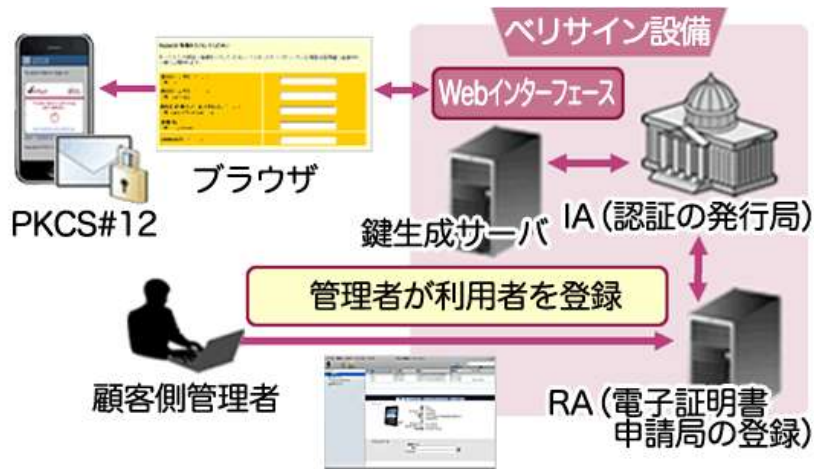 ベリサイン設備
Webインターフェース
ブラウザ
PKCS#12
鍵生成サーバ
IA（認証の発行局）
管理者が利用者を登録
顧客側管理者
RA（電子証明書
申請局の登録）